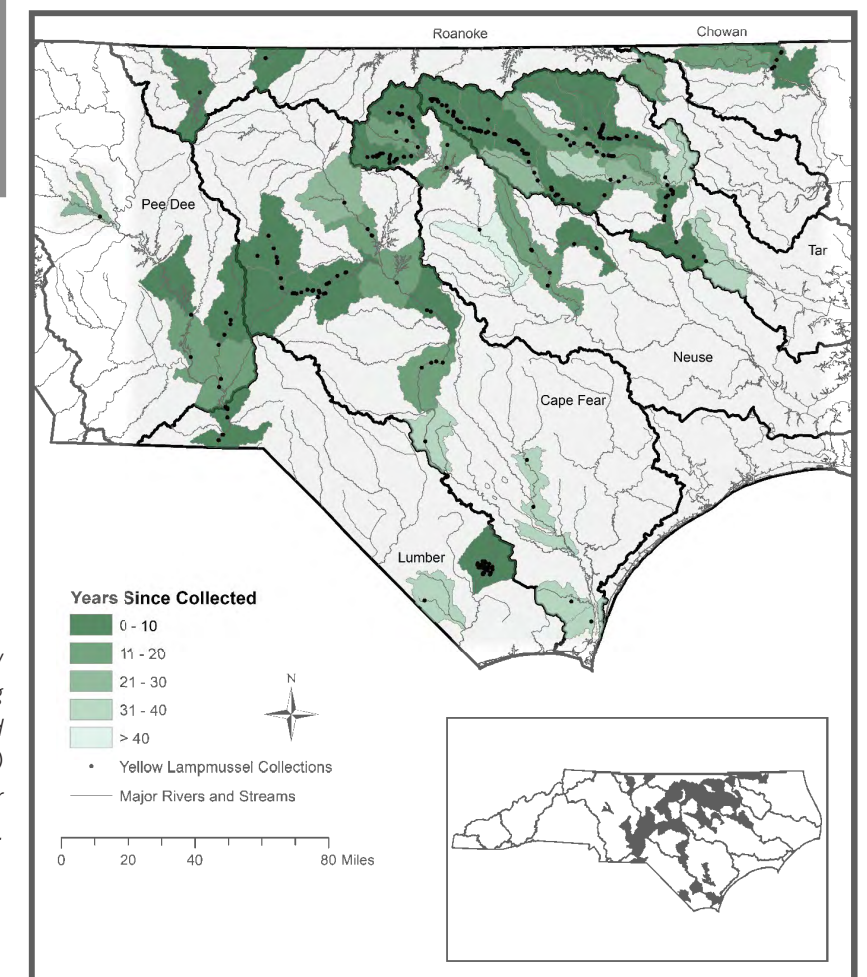 Roanoke
Chowan
Pee Dee
Tar
Neuse
Cape Fear
Lumber
Years Since Collected
0 - 10
11 - 20
21 - 30
31 - 40
> 40
Yellow Lampmussel Collections
Major Rivers and Streams
N
0 20 40 80 Miles